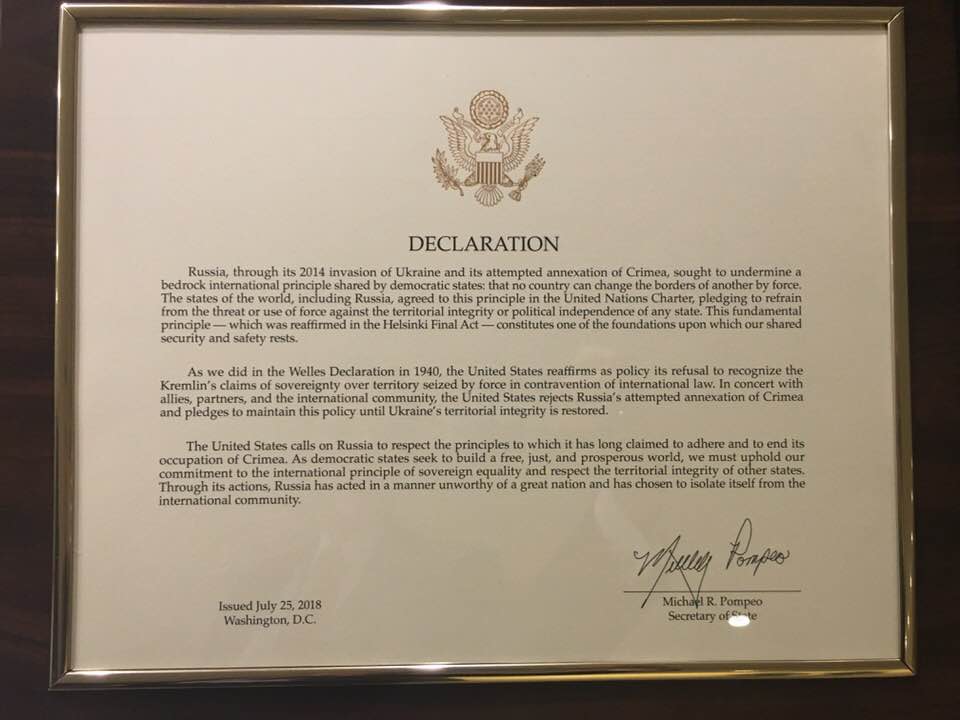 DECLARATION
Russia, through its 2014 invasion of Ukraine and its attempted annexation of Crimea, sought to undermine a
bedrock international principle shared by democratic states: that no country can change the borders of another by force.
The states of the world, including Russia, agreed to this principle in the United Nations Charter, pledging to refrain
from the threat or use of force against the territorial integrity or political independence of any state. This fundamental
principle — which was reaffirmed in the Helsinki Final Act — constitutes one of the foundations upon which our shared
security and safety rests.
As we did in the Welles Declaration in 1940, the United States reaffirms as policy its refusal to recognize the
Kremlin's claims of sovereignty over territory seized by force in contravention of international law. In concert with
allies, partners, and the international community, the United States rejects Russia's attempted annexation of Crimea
and pledges to maintain this policy until Ukraine's territorial integrity is restored.
The United States calls on Russia to respect the principles to which it has long claimed to adhere and to end its
occupation of Crimea. As democratic states seek to build a free, just, and prosperous world, we must uphold our
commitment to the international principle of sovereign equality and respect the territorial integrity of other states.
Through its actions, Russia has acted in a manner unworthy of a great nation and has chosen to isolate itself from the
international community.
Pompeo
Issued July 25, 2018
Washington, D.C.
Michael R. Pompeo
Secretary of State